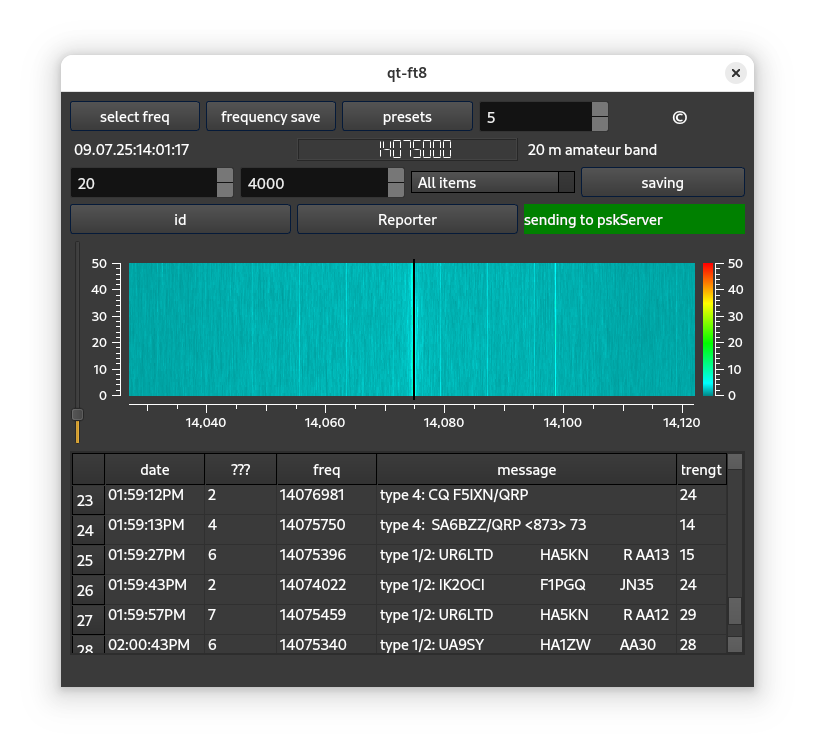 qt-ft8
select freq frequency save presets 5 ©
09.07.25:14:01:17 14075000 20 m amateur band
20 4000 All items saving
id Reporter sending to pskServer
50 50
40 40
30 30
20 20
10 10
0 0
14,040 14,060 14,080 14,100 14,120
date ??? freq message trengt
23 01:59:12PM 2 14076981 type 4: CQ F5IXN/QRP 24
24 01:59:13PM 4 14075750 type 4: SA6BZZ/QRP <873> 73 14
25 01:59:27PM 6 14075396 type 1/2: UR6LTD HA5KN R AA13 15
26 01:59:43PM 2 14074022 type 1/2: IK2OCI F1PGQ JN35 24
27 01:59:57PM 7 14075459 type 1/2: UR6LTD HA5KN R AA12 29
28 02:00:43PM 6 14075340 type 1/2: UA9SY HA1ZW AA30 28